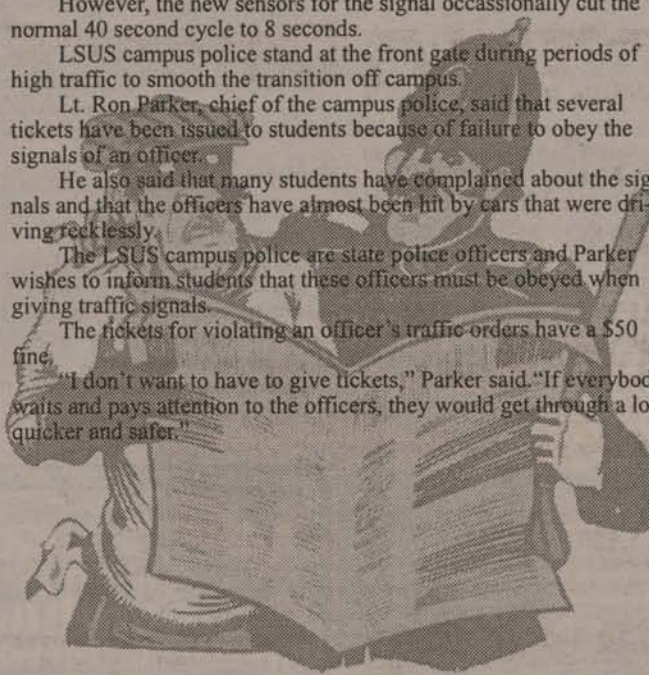 However, the new sensors for the signal occassionally cut the
normal 40 second cycle to 8 seconds.
LSUS campus police stand at the front gate during periods of
high traffic to smooth the transition off campus.
Lt. Ron Parker, chief of the campus police, said that several
tickets have been issued to students because of failure to obey the
signals of an officer.
He also said that many students have complained about the sig-
nals and that the officers have almost been hit by cars that were dri-
ving recklessly.
The LSUS campus police are state police officers and Parker
wishes to inform students that these officers must be obeyed when
giving traffic signals.
The tickets for violating an officer's traffic orders have a $50
fine.
"I don't want to have to give tickets," Parker said."If everybod
waits and pays attention to the officers, they would get through a lo
quicker and safer."